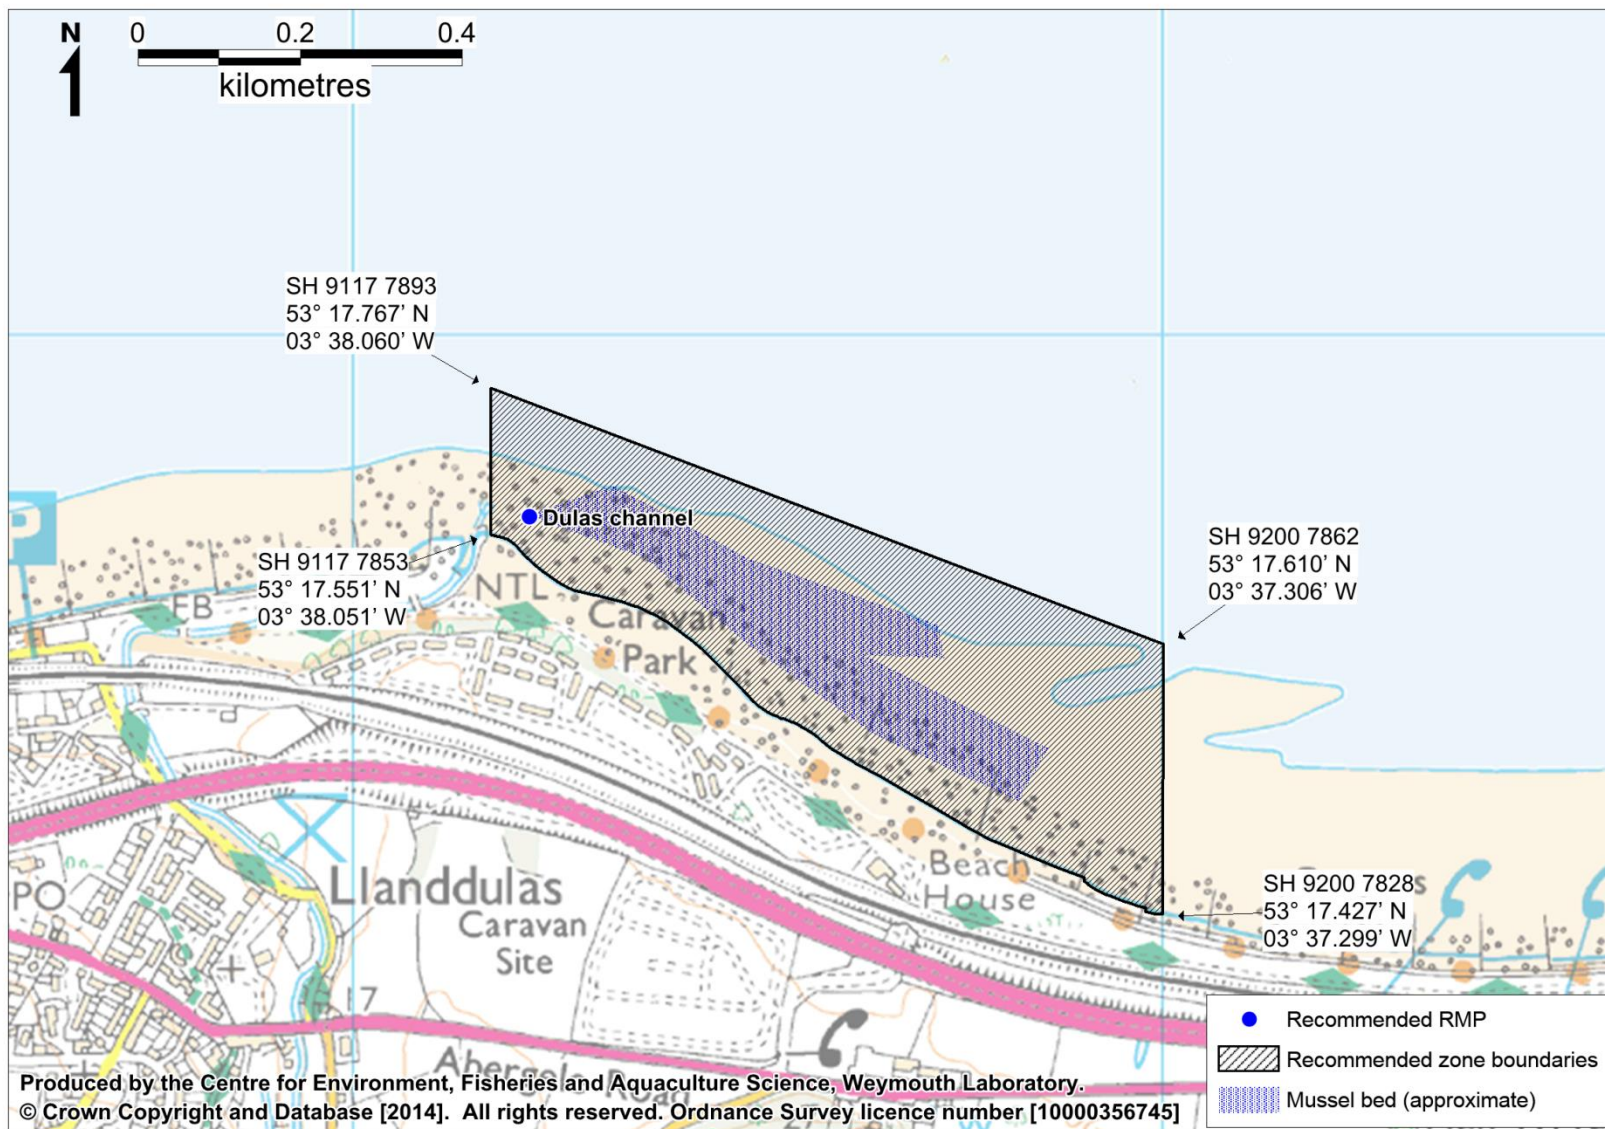 N
0 0.2 0.4
kilometres
SH 9117 7893
53° 17.767’ N
03° 38.060’ W
P
Dulas channel
SH 9200 7862
53° 17.610’ N
03° 37.306’ W
SH 9117 7853
53° 17.551’ N
03° 38.051’ W
FB
NTL
Caravan
Park
Beach
House
SH 9200 7828
53° 17.427’ N
03° 37.299’ W
PO
Llanddulas
Caravan
Site
17
Abergele Road
Recommended RMP
Recommended zone boundaries
Mussel bed (approximate)
Produced by the Centre for Environment, Fisheries and Aquaculture Science, Weymouth Laboratory.
© Crown Copyright and Database [2014]. All rights reserved. Ordnance Survey licence number [10000356745]